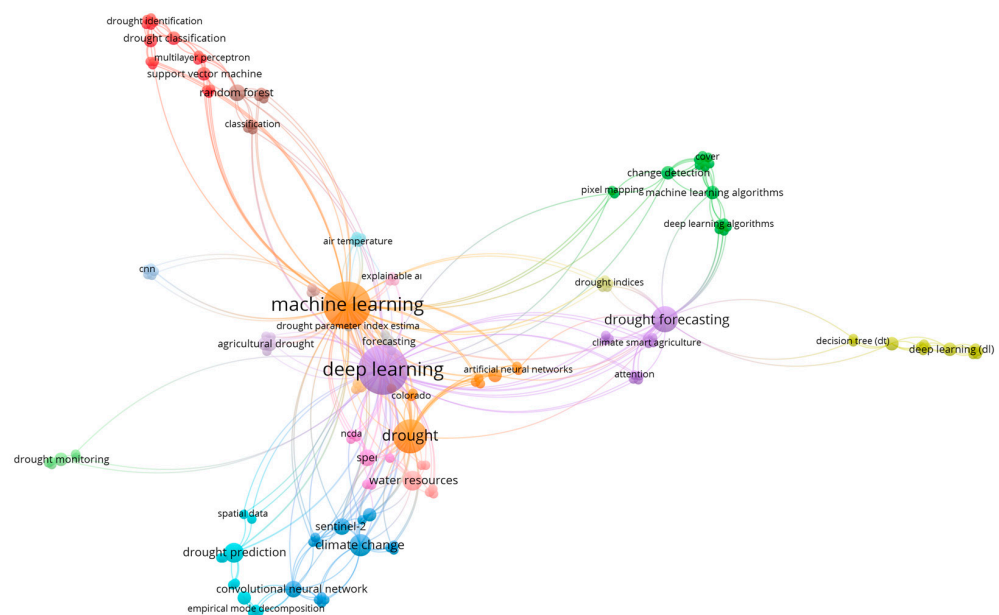 drought identification
drought classification
multilayer perceptron
support vector machine
random forest
classification
cover
change detection
pixel mapping
machine learning algorithms
deep learning algorithms
air temperature
cnn
explainable ai
drought indices
machine learning
drought parameter index estima
drought forecasting
agricultural drought
forecasting
climate smart agriculture
decision tree (dt)
deep learning (dl)
deep learning
artificial neural networks
attention
colorado
ncda
drought
drought monitoring
spei
water resources
spatial data
sentinel-2
drought prediction
climate change
convolutional neural network
empirical mode decomposition